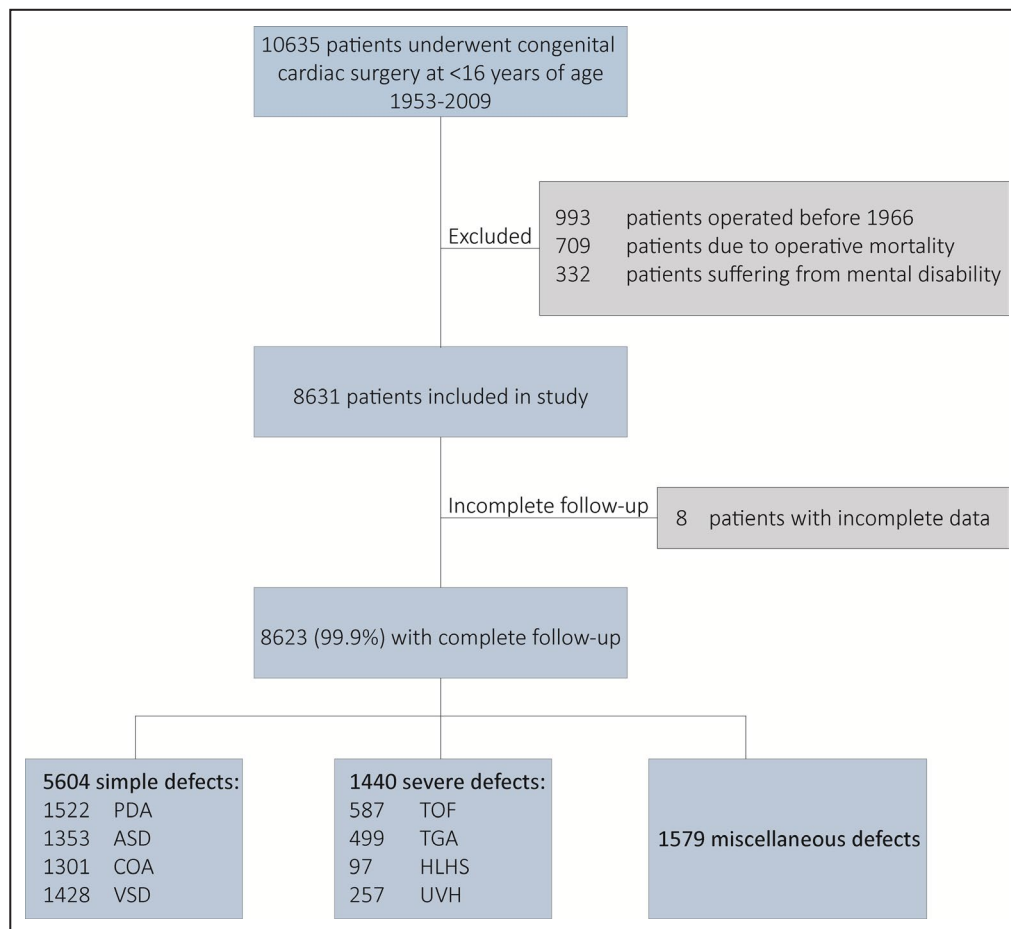 10635 patients underwent congenital
cardiac surgery at <16 years of age
1953-2009
Excluded
993 patients operated before 1966
709 patients due to operative mortality
332 patients suffering from mental disability
8631 patients included in study
Incomplete follow-up
8 patients with incomplete data
8623 (99.9%) with complete follow-up
5604 simple defects:
1522 PDA
1353 ASD
1301 COA
1428 VSD
1440 severe defects:
587 TOF
499 TGA
97 HLHS
257 UVH
1579 miscellaneous defects